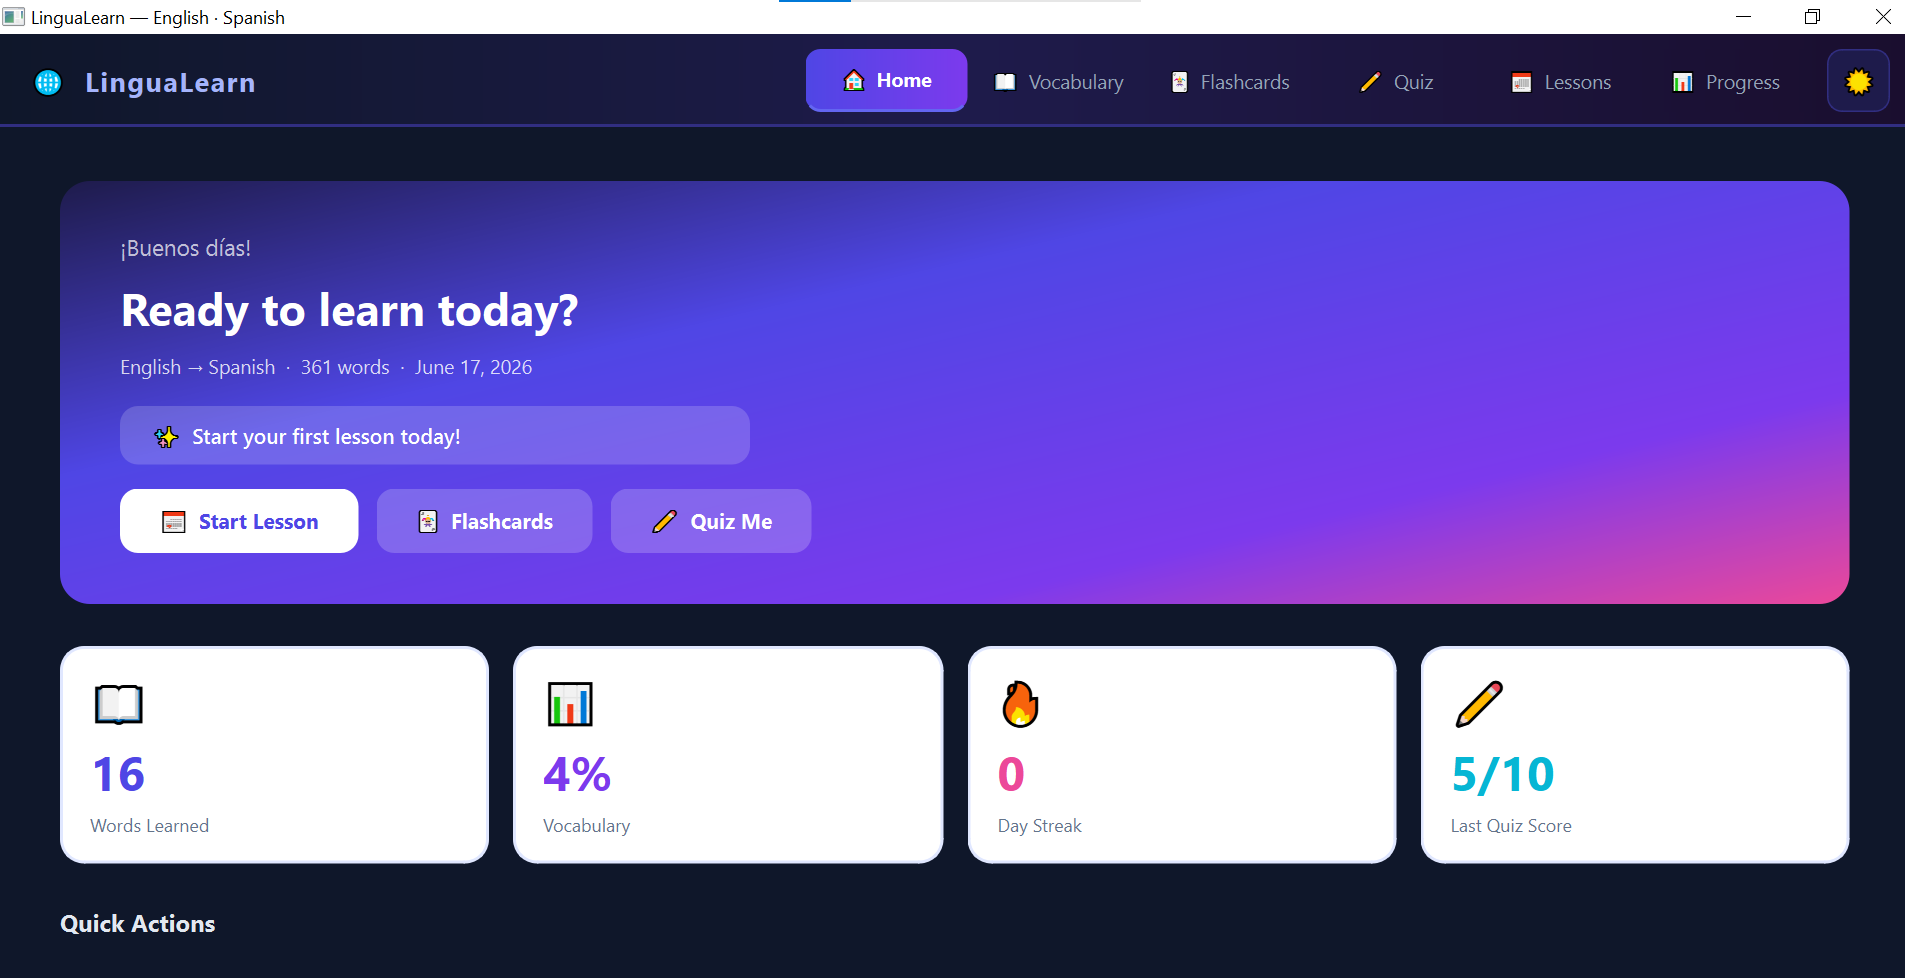 LinguaLearn — English · Spanish
LinguaLearn
Home
Vocabulary
Flashcards
Quiz
Lessons
Progress
¡Buenos días!
Ready to learn today?
English → Spanish · 361 words · June 17, 2026
Start your first lesson today!
Start Lesson
Flashcards
Quiz Me
16
Words Learned
4%
Vocabulary
0
Day Streak
5/10
Last Quiz Score
Quick Actions